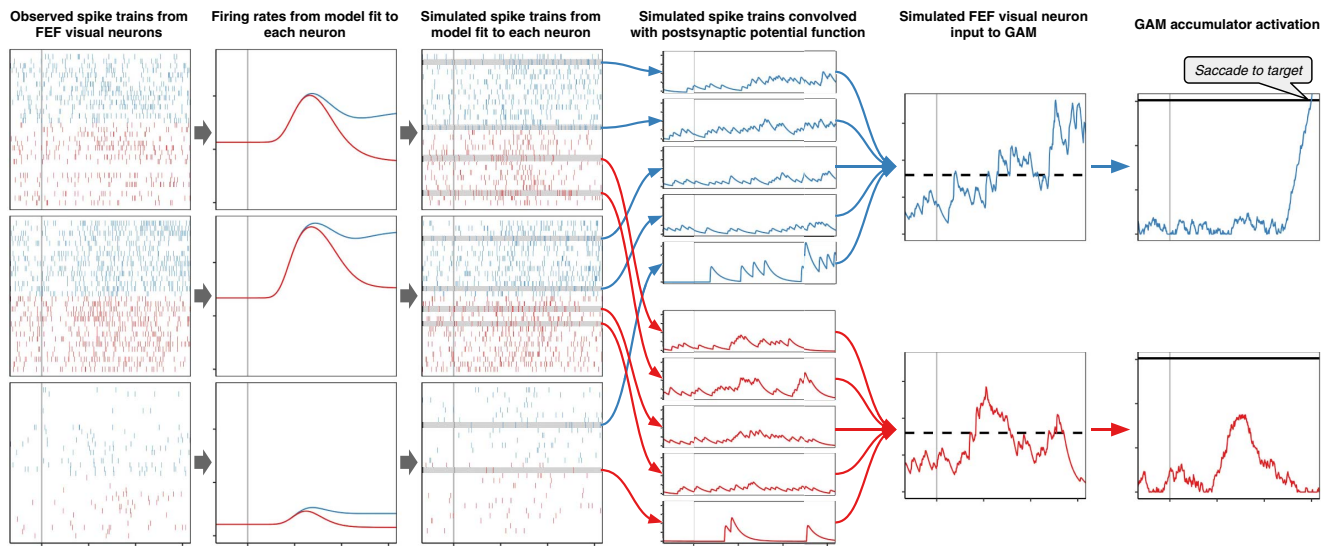 Observed spike trains from
FEF visual neurons
Firing rates from model fit to
each neuron
Simulated spike trains from
model fit to each neuron
Simulated spike trains convolved
with postsynaptic potential function
Simulated FEF visual neuron
input to GAM
GAM accumulator activation
Saccade to target